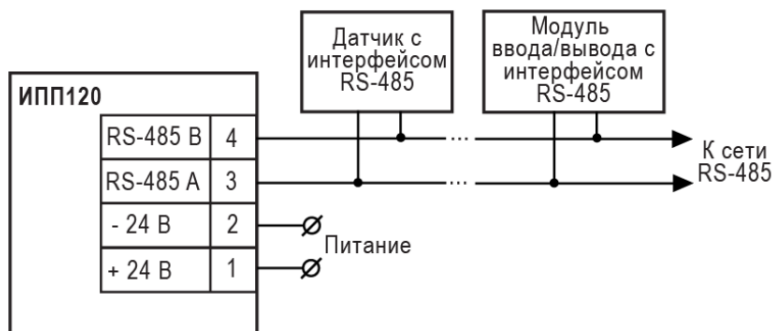 Датчик с
интерфейсом
RS-485
Модуль
ввода/вывода с
интерфейсом
RS-485
ИПП120
RS-485 B 4
RS-485 A 3
- 24 В 2
+ 24 В 1
...
...
К сети
RS-485
Питание